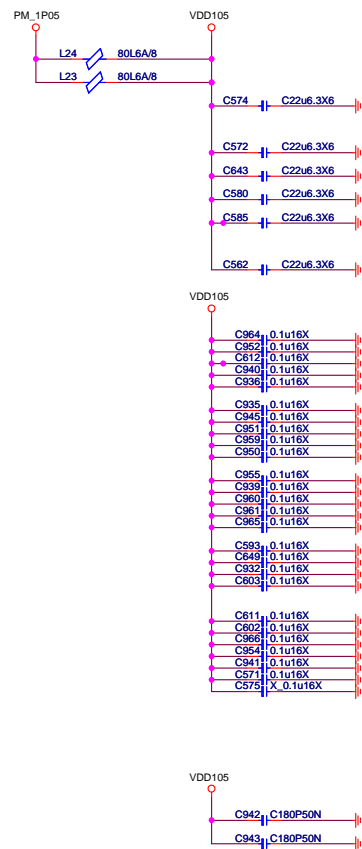 PM_1P05 VDD105
L24 80L6A/8
L23 80L6A/8
C574 C22u6.3X6
C572 C22u6.3X6
C643 C22u6.3X6
C580 C22u6.3X6
C585 C22u6.3X6
C562 C22u6.3X6
VDD105
C964 0.1u16X
C952 0.1u16X
C612 0.1u16X
C940 0.1u16X
C936 0.1u16X
C935 0.1u16X
C945 0.1u16X
C951 0.1u16X
C959 0.1u16X
C950 0.1u16X
C955 0.1u16X
C939 0.1u16X
C960 0.1u16X
C961 0.1u16X
C965 0.1u16X
C593 0.1u16X
C649 0.1u16X
C932 0.1u16X
C603 0.1u16X
C611 0.1u16X
C602 0.1u16X
C966 0.1u16X
C954 0.1u16X
C941 0.1u16X
C571 0.1u16X
C575 X_0.1u16X
VDD105
C942 C180P50N
C943 C180P50N